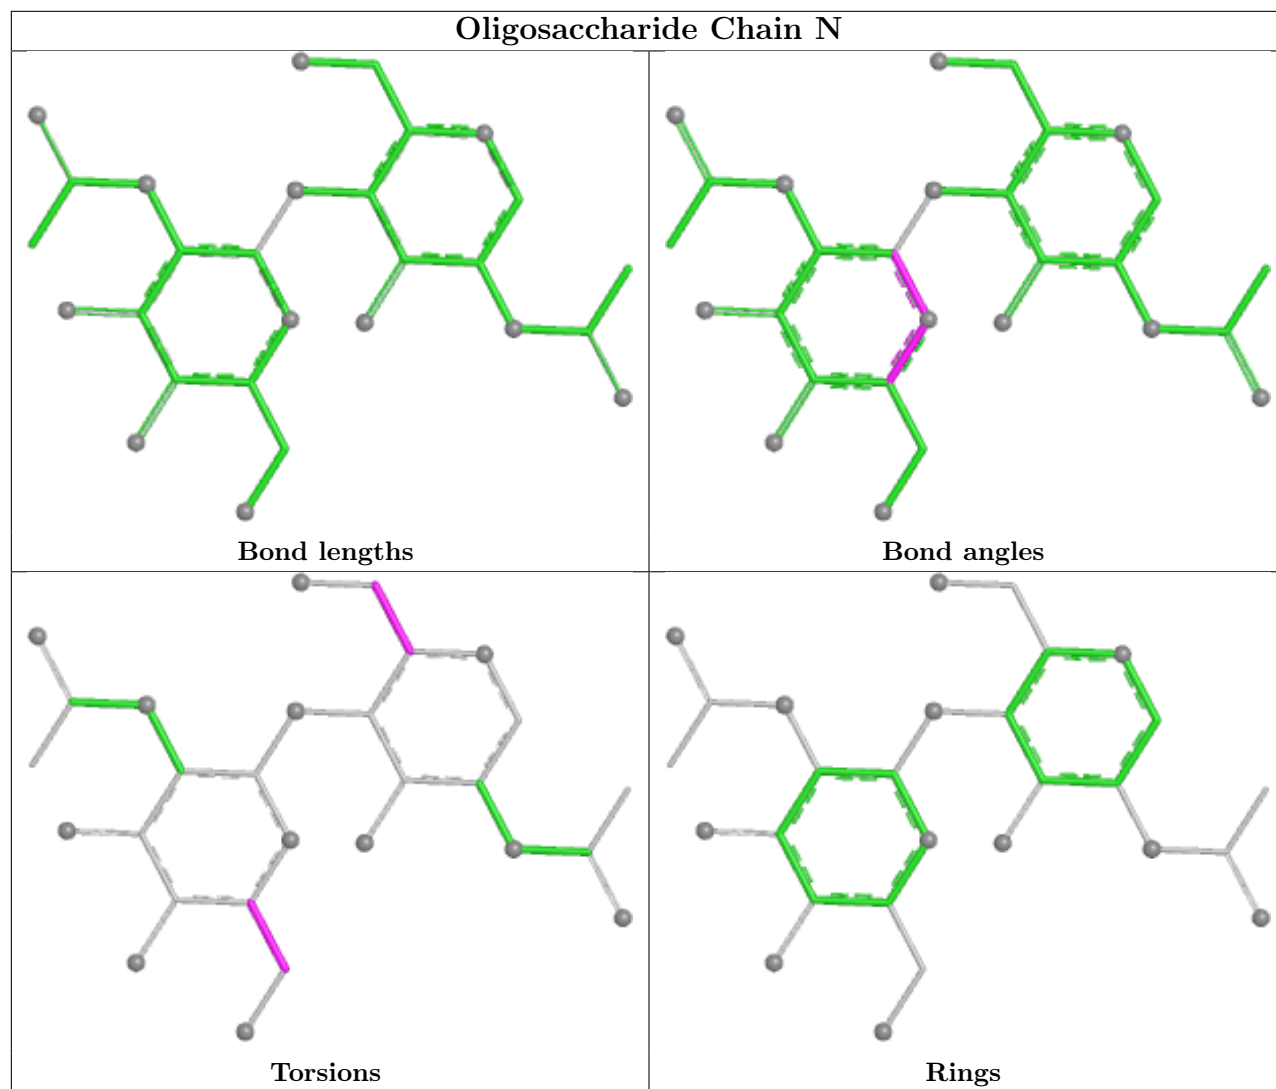 Oligosaccharide Chain N
Bond lengths
Bond angles
Torsions
Rings